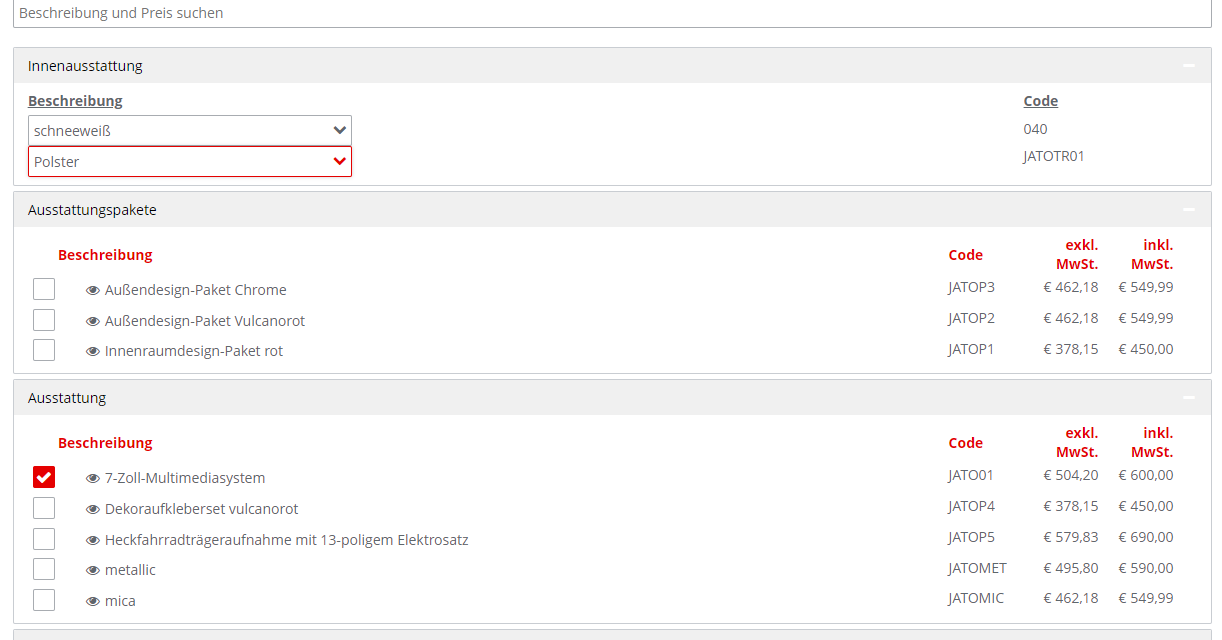 Beschreibung und Preis suchen
Innenausstattung
Beschreibung Code
schneeweiß 040
Polster JATOTR01
Ausstattungspakete
Beschreibung Code exkl. MwSt. inkl. MwSt.
Außendesign-Paket Chrome JATOP3 € 462,18 € 549,99
Außendesign-Paket Vulcanorot JATOP2 € 462,18 € 549,99
Innenraumdesign-Paket rot JATOP1 € 378,15 € 450,00
Ausstattung
Beschreibung Code exkl. MwSt. inkl. MwSt.
7-Zoll-Multimediasystem JATO01 € 504,20 € 600,00
Dekoraufkleberset vulcanorot JATOP4 € 378,15 € 450,00
Heckfahrradträgeraufnahme mit 13-poligem Elektrosatz JATOP5 € 579,83 € 690,00
metallic JATOMET € 495,80 € 590,00
mica JATOMIC € 462,18 € 549,99